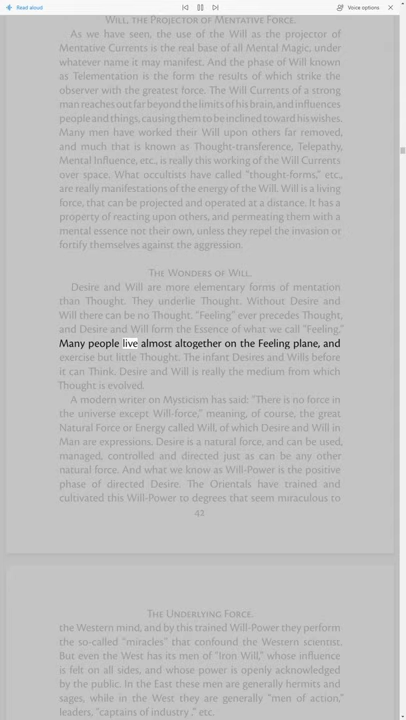 Read aloud
Voice options
WILL, THE PROJECTOR OF MENTATIVE FORCE.
As we have seen, the use of the Will as the projector of
Mentative Currents is the real base of all Mental Magic, under
whatever name it may manifest. And the phase of Will known
as Telementation is the form the results of which strike the
observer with the greatest force. The Will Currents of a strong
man reaches out far beyond the limits of his brain, and influences
people and things, causing them to be inclined toward his wishes.
Many men have worked their Will upon others far removed,
and much that is known as Thought-transference, Telepathy,
Mental Influence, etc., is really this working of the Will Currents
over space. What occultists have called "thought-forms," etc.,
are really manifestations of the energy of the Will. Will is a living
force, that can be projected and operated at a distance. It has a
property of reacting upon others, and permeating them with a
mental essence not their own, unless they repel the invasion or
fortify themselves against the aggression.
THE WONDERS OF WILL.
Desire and Will are more elementary forms of mentation
than Thought. They underlie Thought. Without Desire and
Will there can be no Thought. "Feeling" ever precedes Thought,
and Desire and Will form the Essence of what we call "Feeling."
Many people live almost altogether on the Feeling plane, and
exercise but little Thought. The infant Desires and Wills before
it can Think. Desire and Will is really the medium from which
Thought is evolved.
A modern writer on Mysticism has said: "There is no force in
the universe except Will-force," meaning, of course, the great
Natural Force or Energy called Will, of which Desire and Will in
Man are expressions. Desire is a natural force, and can be used,
managed, controlled and directed just as can be any other
natural force. And what we know as Will-Power is the positive
phase of directed Desire. The Orientals have trained and
cultivated this Will-Power to degrees that seem miraculous to
42
THE UNDERLYING FORCE.
the Western mind, and by this trained Will-Power they perform
the so-called "miracles" that confound the Western scientist.
But even the West has its men of "Iron Will," whose influence
is felt on all sides, and whose power is openly acknowledged
by the public. In the East these men are generally hermits and
sages, while in the West they are generally "men of action,"
leaders, "captains of industry ." etc.